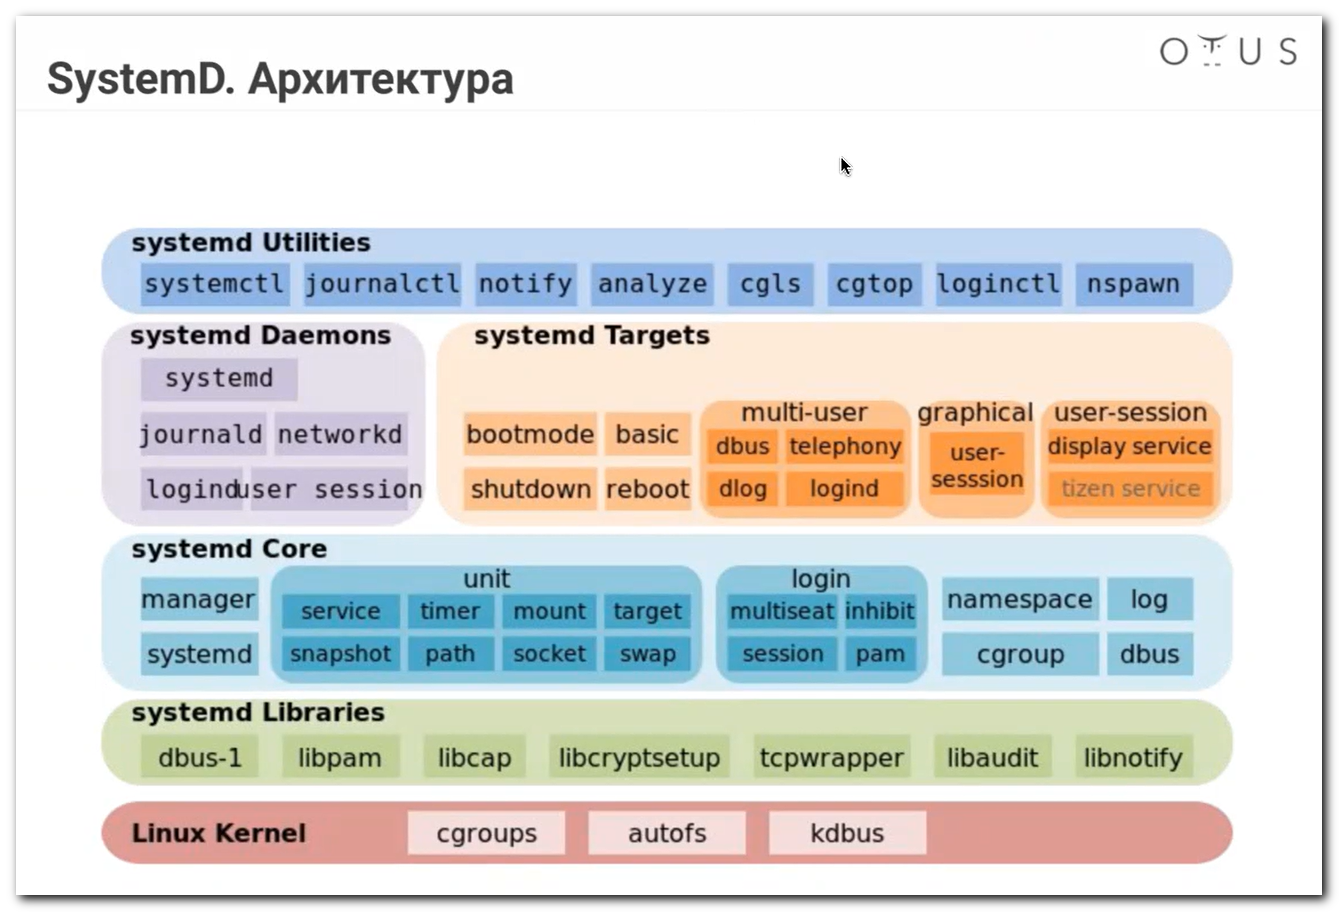 OTUS
SystemD. Архитектура
systemd Utilities
systemctl journalctl notify analyze cgls cgtop loginctl nspawn
systemd Daemons
systemd
journald networkd
logind user session
systemd Targets
bootmode basic
shutdown reboot
multi-user
dbus telephony
dlog logind
graphical
user-
sesssion
user-session
display service
tizen service
systemd Core
manager
systemd
unit
service timer mount target
snapshot path socket swap
login
multiseat inhibit
session pam
namespace log
cgroup dbus
systemd Libraries
dbus-1 libpam libcap libcryptsetup tcpwrapper libaudit libnotify
Linux Kernel cgroups autofs kdbus